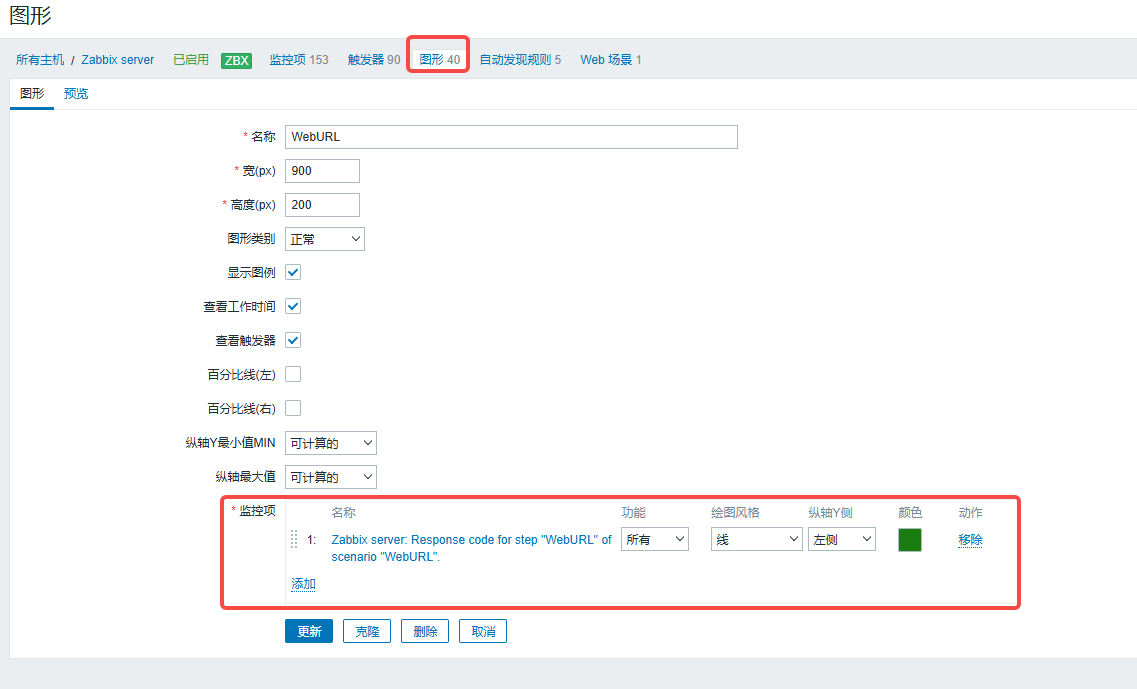 图形
所有主机 / Zabbix server 已启用 ZBX 监控项 153 触发器 90 图形 40 自动发现规则 5 Web 场景 1
图形 预览
* 名称 WebURL
* 宽(px) 900
* 高度(px) 200
图形类别 正常
显示图例
查看工作时间
查看触发器
百分比线(左)
百分比线(右)
纵轴Y最小值MIN 可计算的
纵轴最大值 可计算的
* 监控项 名称 功能 绘图风格 纵轴Y侧 颜色 动作
1: Zabbix server: Response code for step "WebURL" of 所有 线 左侧 移除
scenario "WebURL".
添加
更新 克隆 删除 取消